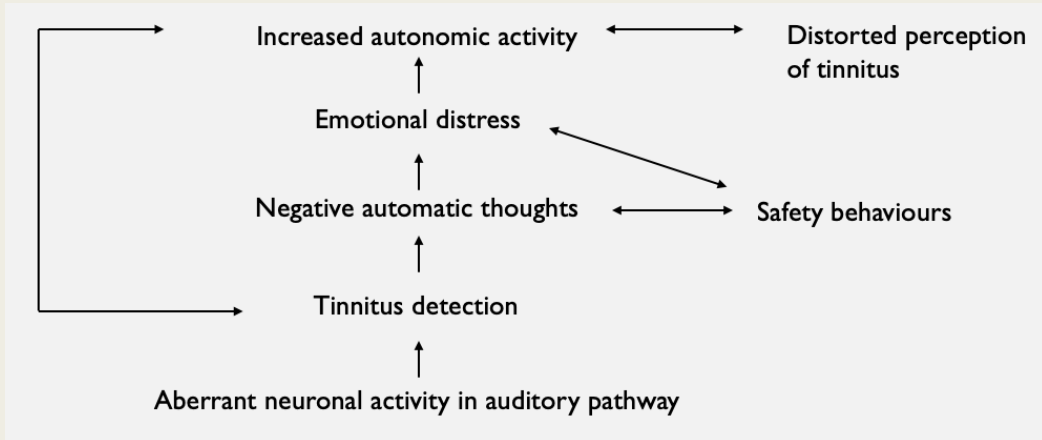 Increased autonomic activity
Distorted perception
of tinnitus
Emotional distress
Negative automatic thoughts
Safety behaviours
Tinnitus detection
Aberrant neuronal activity in auditory pathway